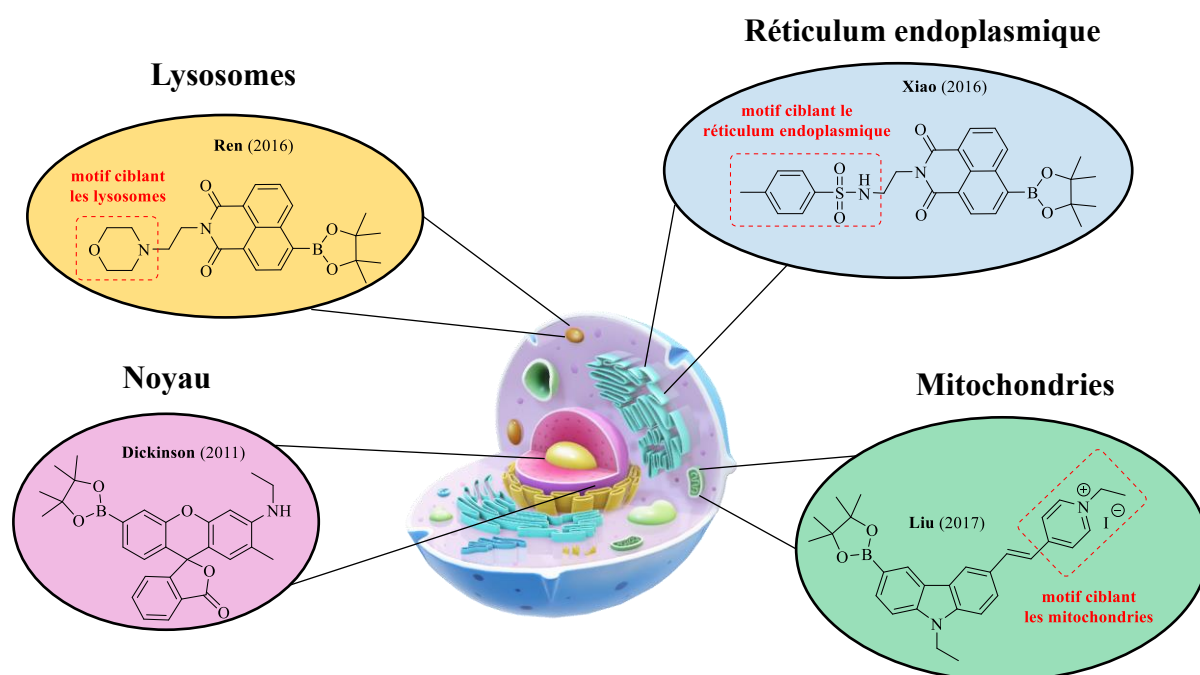 Réticulum endoplasmique
Lysosomes
Xiao (2016)
motif ciblant le
réticulum endoplasmique
O
O
S
O
H
N
N
O
B
O
O
Ren (2016)
motif ciblant
les lysosomes
O
N
N
O
O
B
O
O
Noyau
Mitochondries
Dickinson (2011)
O
O
B
O
NH
O
O
Liu (2017)
N
+
I
−
O
O
B
N
motif ciblant
les mitochondries